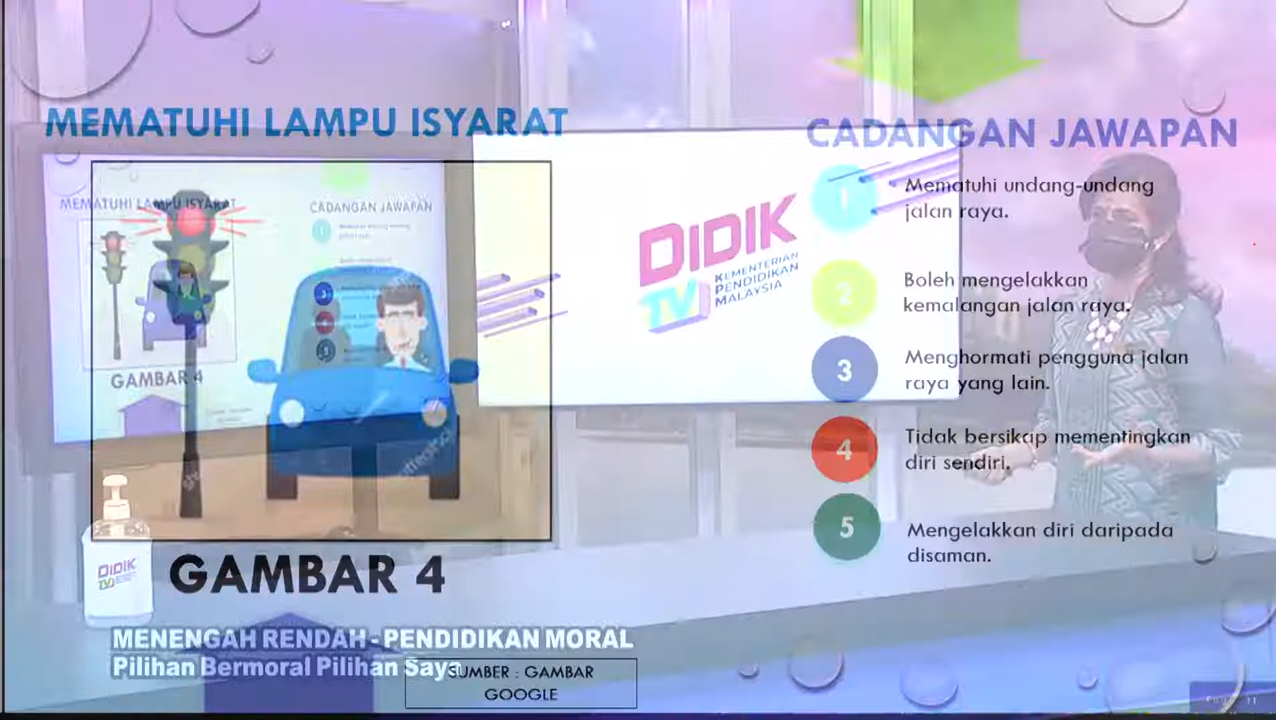 MEMATUHI LAMPU ISYARAT
CADANGAN JAWAPAN
1
Mematuhi undang-undang
jalan raya.
2
Boleh mengelakkan
kemalangan jalan raya.
3
Menghormati pengguna jalan
raya yang lain.
4
Tidak bersikap mementingkan
diri sendiri.
5
Mengelakkan diri daripada
disaman.
MEMATUHI LAMPU ISYARAT
CADANGAN JAWAPAN
GAMBAR 4
DIDIK
TV
KEMENTERIAN
PENDIDIKAN
MALAYSIA
DIDIK
TV
GAMBAR 4
MENENGAH RENDAH - PENDIDIKAN MORAL
Pilihan Bermoral Pilihan Saya
SUMBER : GAMBAR
GOOGLE